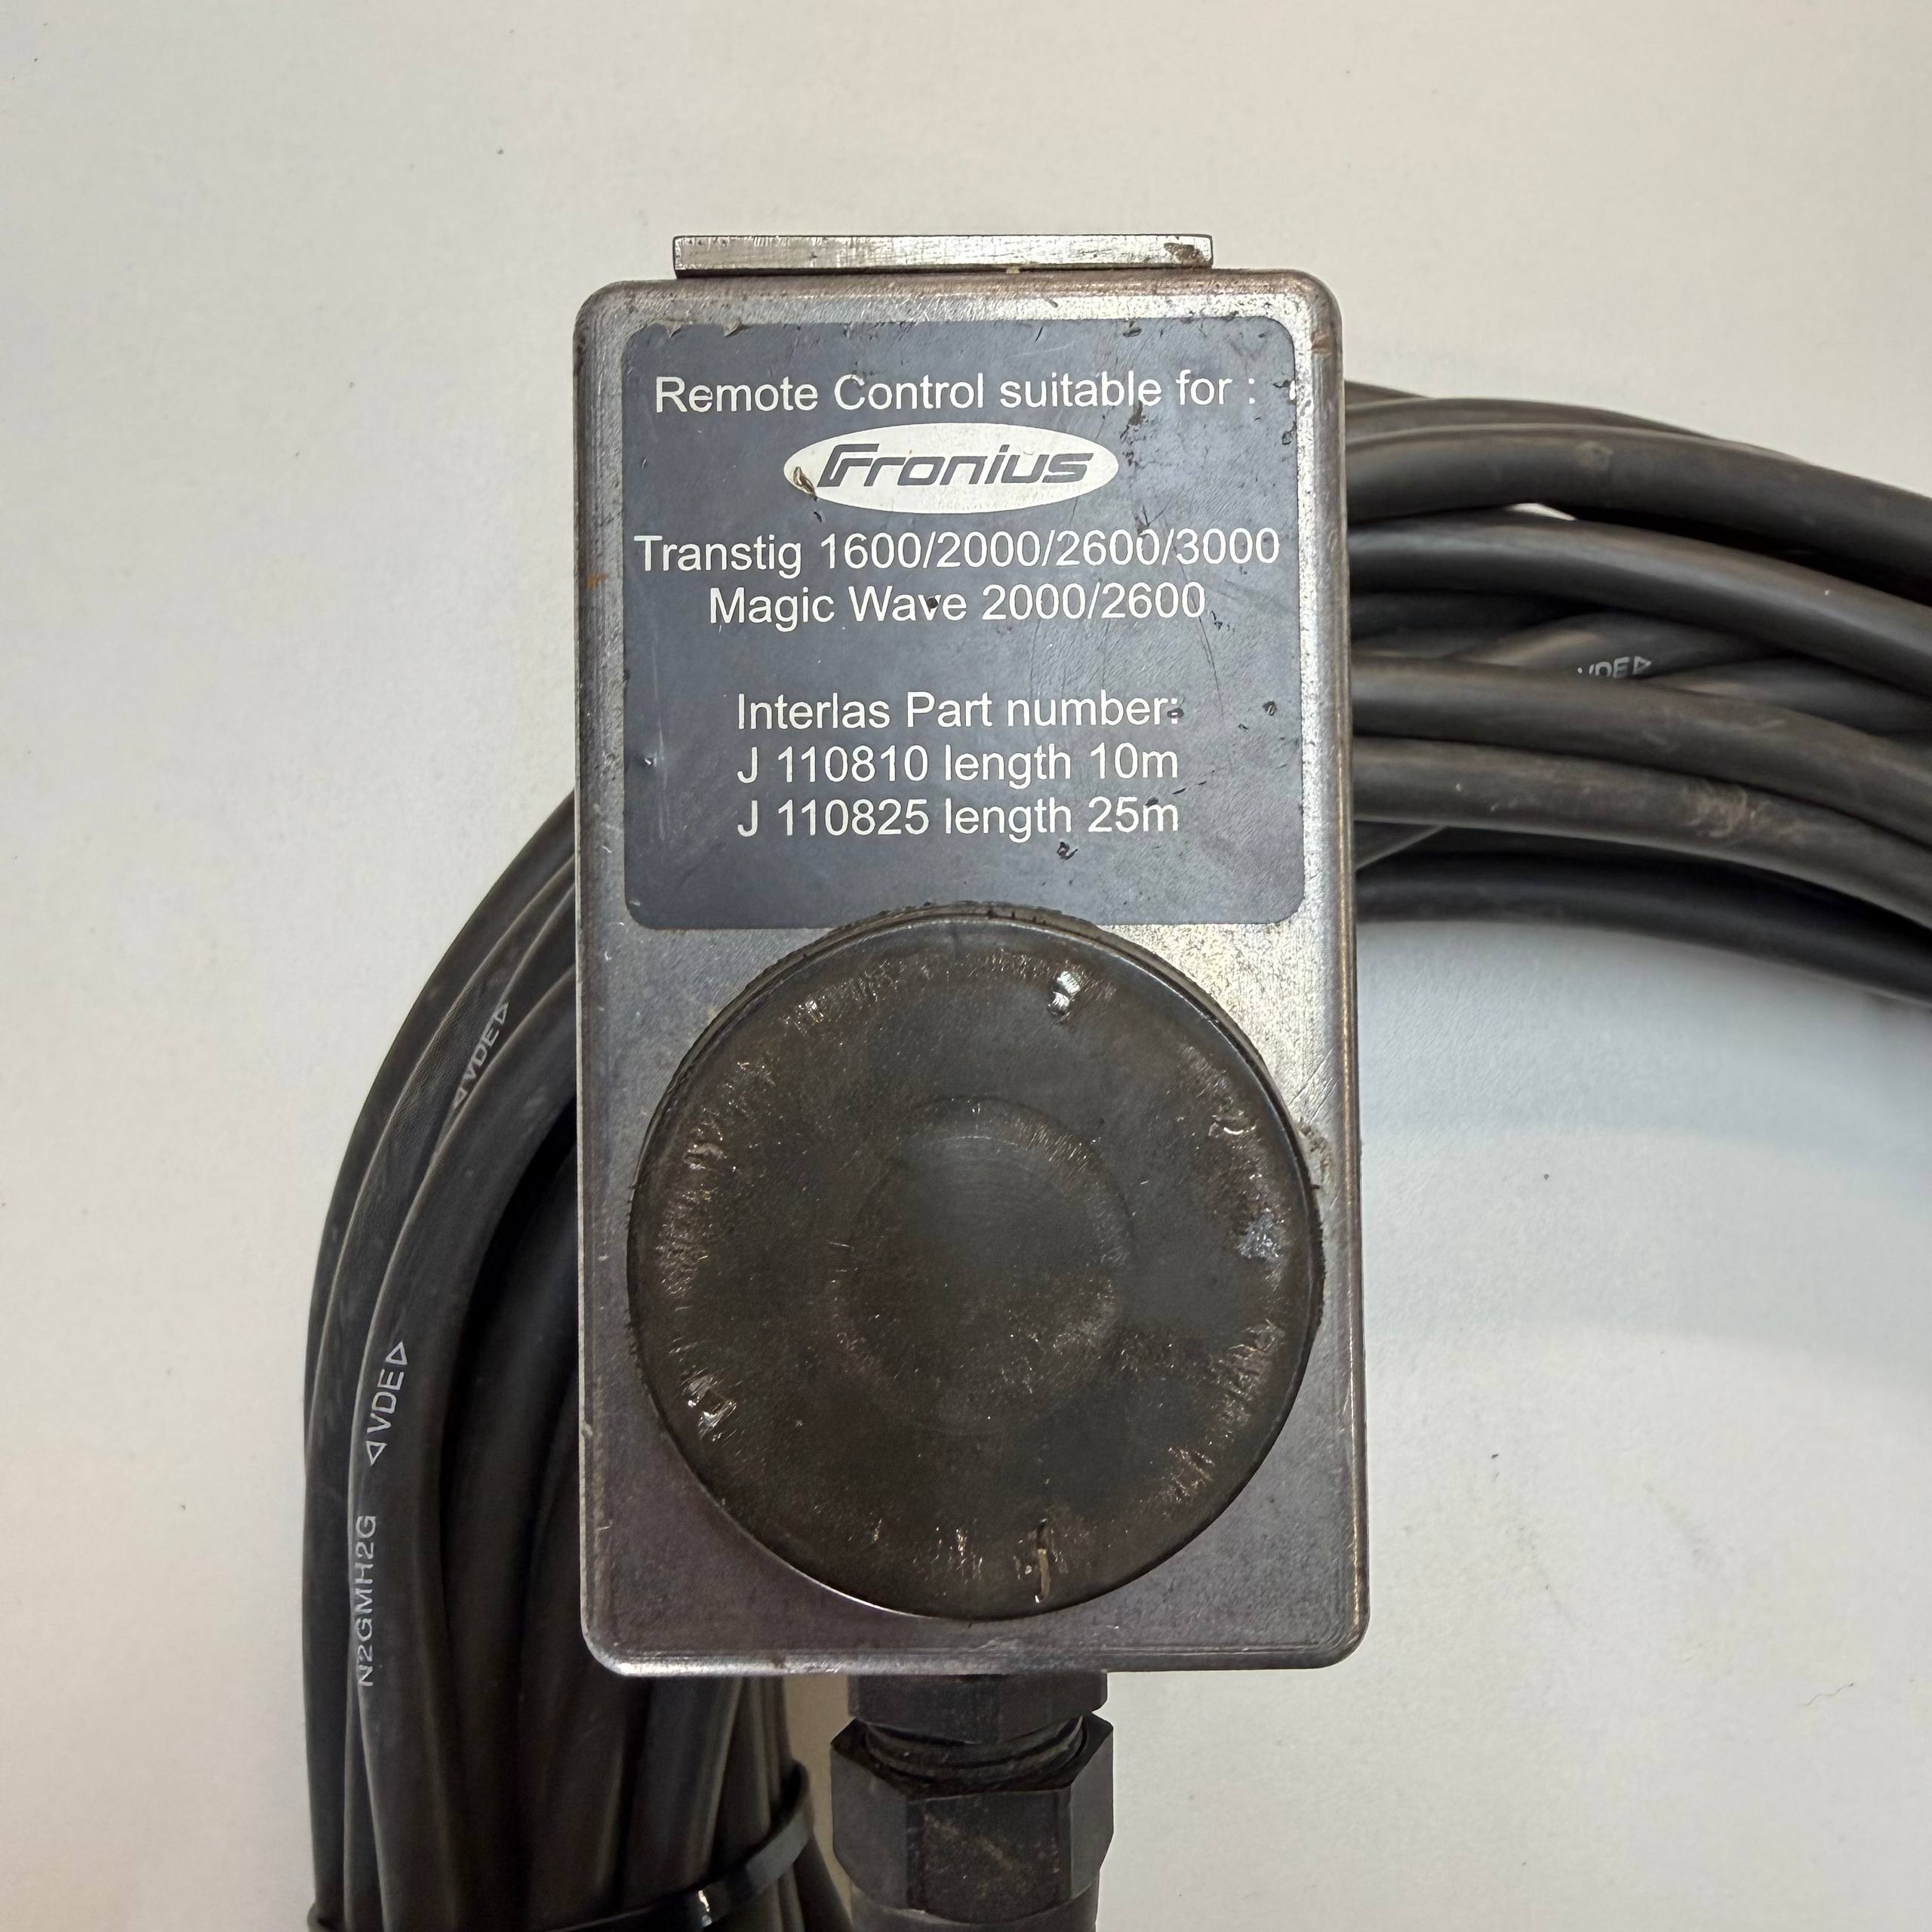 Remote Control suitable for :
Fronius
Transtig 1600/2000/2600/3000
Magic Wave 2000/2600
Interlas Part number:
J 110810 length 10m
J 110825 length 25m
VDE
VDE
VDE
N2GMH2G